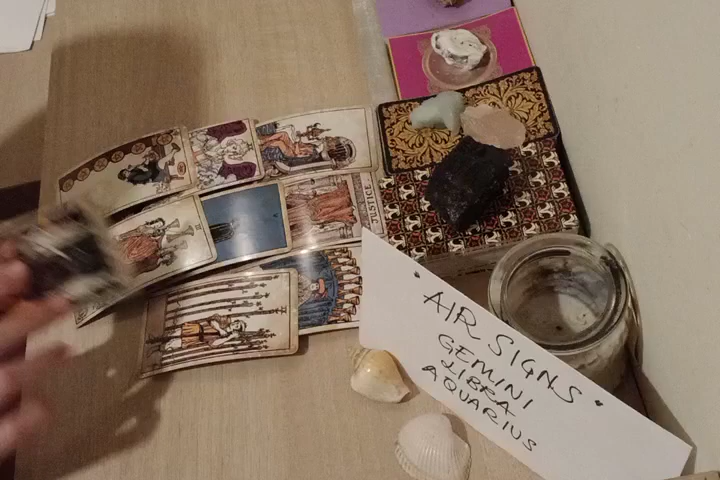 JUSTICE.
• AIR SIGNS •
GEMINI
LIBRA
AQUARIUS